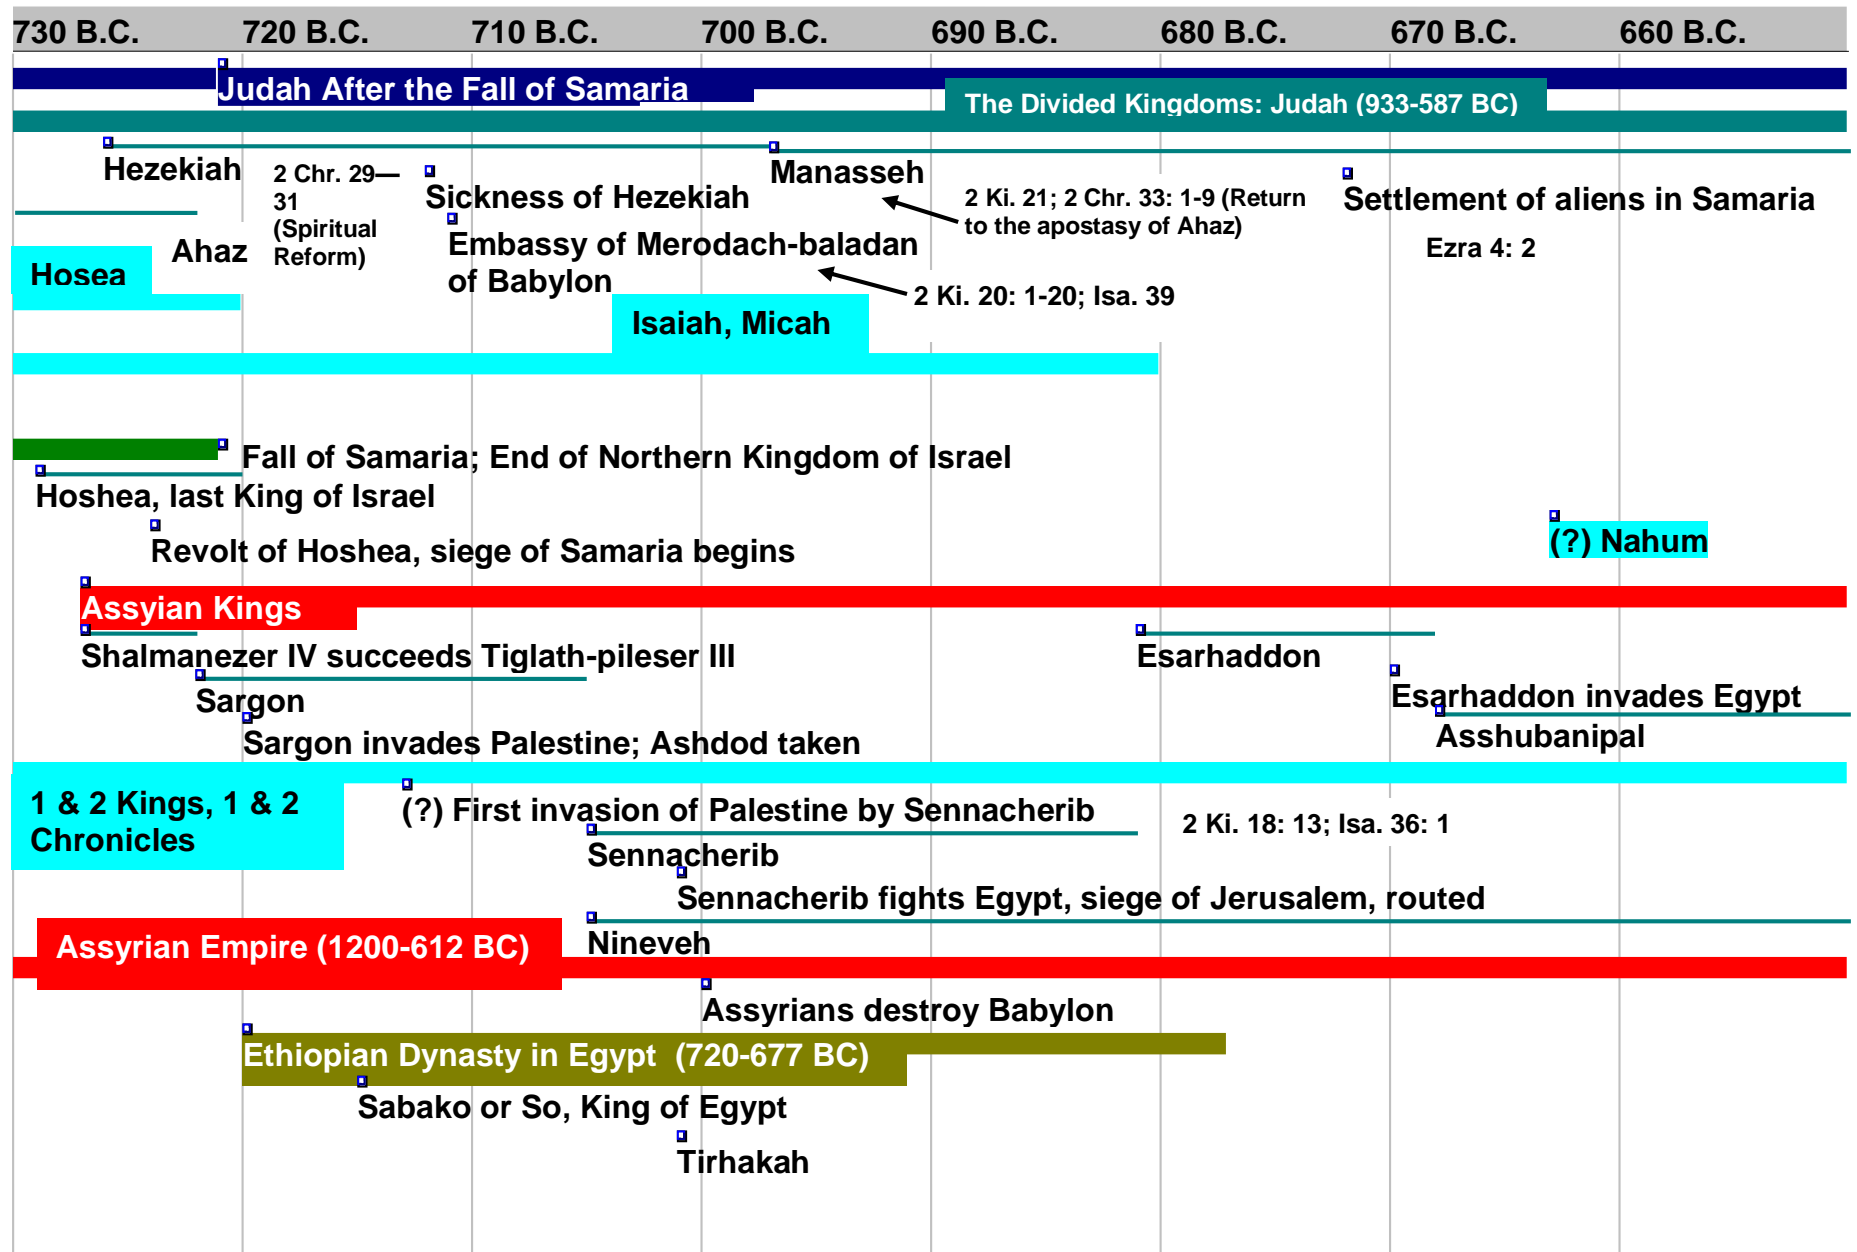 730 B.C. 720 B.C. 710 B.C. 700 B.C. 690 B.C. 680 B.C. 670 B.C. 660 B.C.
Judah After the Fall of Samaria
The Divided Kingdoms: Judah (933-587 BC)
Hezekiah
2 Chr. 29—
31
(Spiritual
Reform)
Sickness of Hezekiah
Manasseh
2 Ki. 21; 2 Chr. 33: 1-9 (Return
to the apostasy of Ahaz)
Settlement of aliens in Samaria
Ezra 4: 2
Ahaz
Embassy of Merodach-baladan
of Babylon
2 Ki. 20: 1-20; Isa. 39
Hosea
Isaiah, Micah
Fall of Samaria; End of Northern Kingdom of Israel
Hoshea, last King of Israel
Revolt of Hoshea, siege of Samaria begins
(?) Nahum
Assyian Kings
Shalmanezer IV succeeds Tiglath-pileser III
Esarhaddon
Sargon
Esarhaddon invades Egypt
Sargon invades Palestine; Ashdod taken
Asshubanipal
1 & 2 Kings, 1 & 2
Chronicles
(?) First invasion of Palestine by Sennacherib
2 Ki. 18: 13; Isa. 36: 1
Sennacherib
Sennacherib fights Egypt, siege of Jerusalem, routed
Nineveh
Assyrian Empire (1200-612 BC)
Assyrians destroy Babylon
Ethiopian Dynasty in Egypt (720-677 BC)
Sabako or So, King of Egypt
Tirhakah